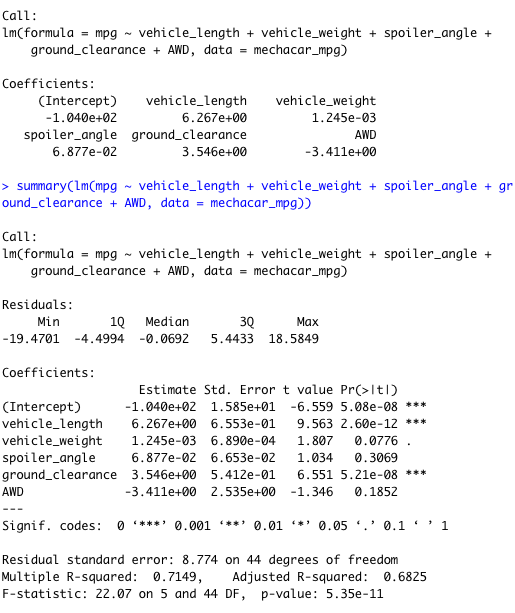 Call:
lm(formula = mpg ~ vehicle_length + vehicle_weight + spoiler_angle +
    ground_clearance + AWD, data = mechacar_mpg)

Coefficients:
     (Intercept)    vehicle_length    vehicle_weight
      -1.040e+02         6.267e+00         1.245e-03
   spoiler_angle  ground_clearance               AWD
       6.877e-02         3.546e+00        -3.411e+00

> summary(lm(mpg ~ vehicle_length + vehicle_weight + spoiler_angle + gr
ound_clearance + AWD, data = mechacar_mpg))

Call:
lm(formula = mpg ~ vehicle_length + vehicle_weight + spoiler_angle +
    ground_clearance + AWD, data = mechacar_mpg)

Residuals:
     Min       1Q   Median       3Q      Max
-19.4701  -4.4994  -0.0692   5.4433  18.5849

Coefficients:
                   Estimate Std. Error t value Pr(>|t|)
(Intercept)      -1.040e+02  1.585e+01  -6.559 5.08e-08 ***
vehicle_length    6.267e+00  6.553e-01   9.563 2.60e-12 ***
vehicle_weight    1.245e-03  6.890e-04   1.807   0.0776 .
spoiler_angle     6.877e-02  6.653e-02   1.034   0.3069
ground_clearance  3.546e+00  5.412e-01   6.551 5.21e-08 ***
AWD              -3.411e+00  2.535e+00  -1.346   0.1852
---
Signif. codes:  0 ‘***’ 0.001 ‘**’ 0.01 ‘*’ 0.05 ‘.’ 0.1 ‘ ’ 1

Residual standard error: 8.774 on 44 degrees of freedom
Multiple R-squared:  0.7149,    Adjusted R-squared:  0.6825
F-statistic: 22.07 on 5 and 44 DF,  p-value: 5.35e-11